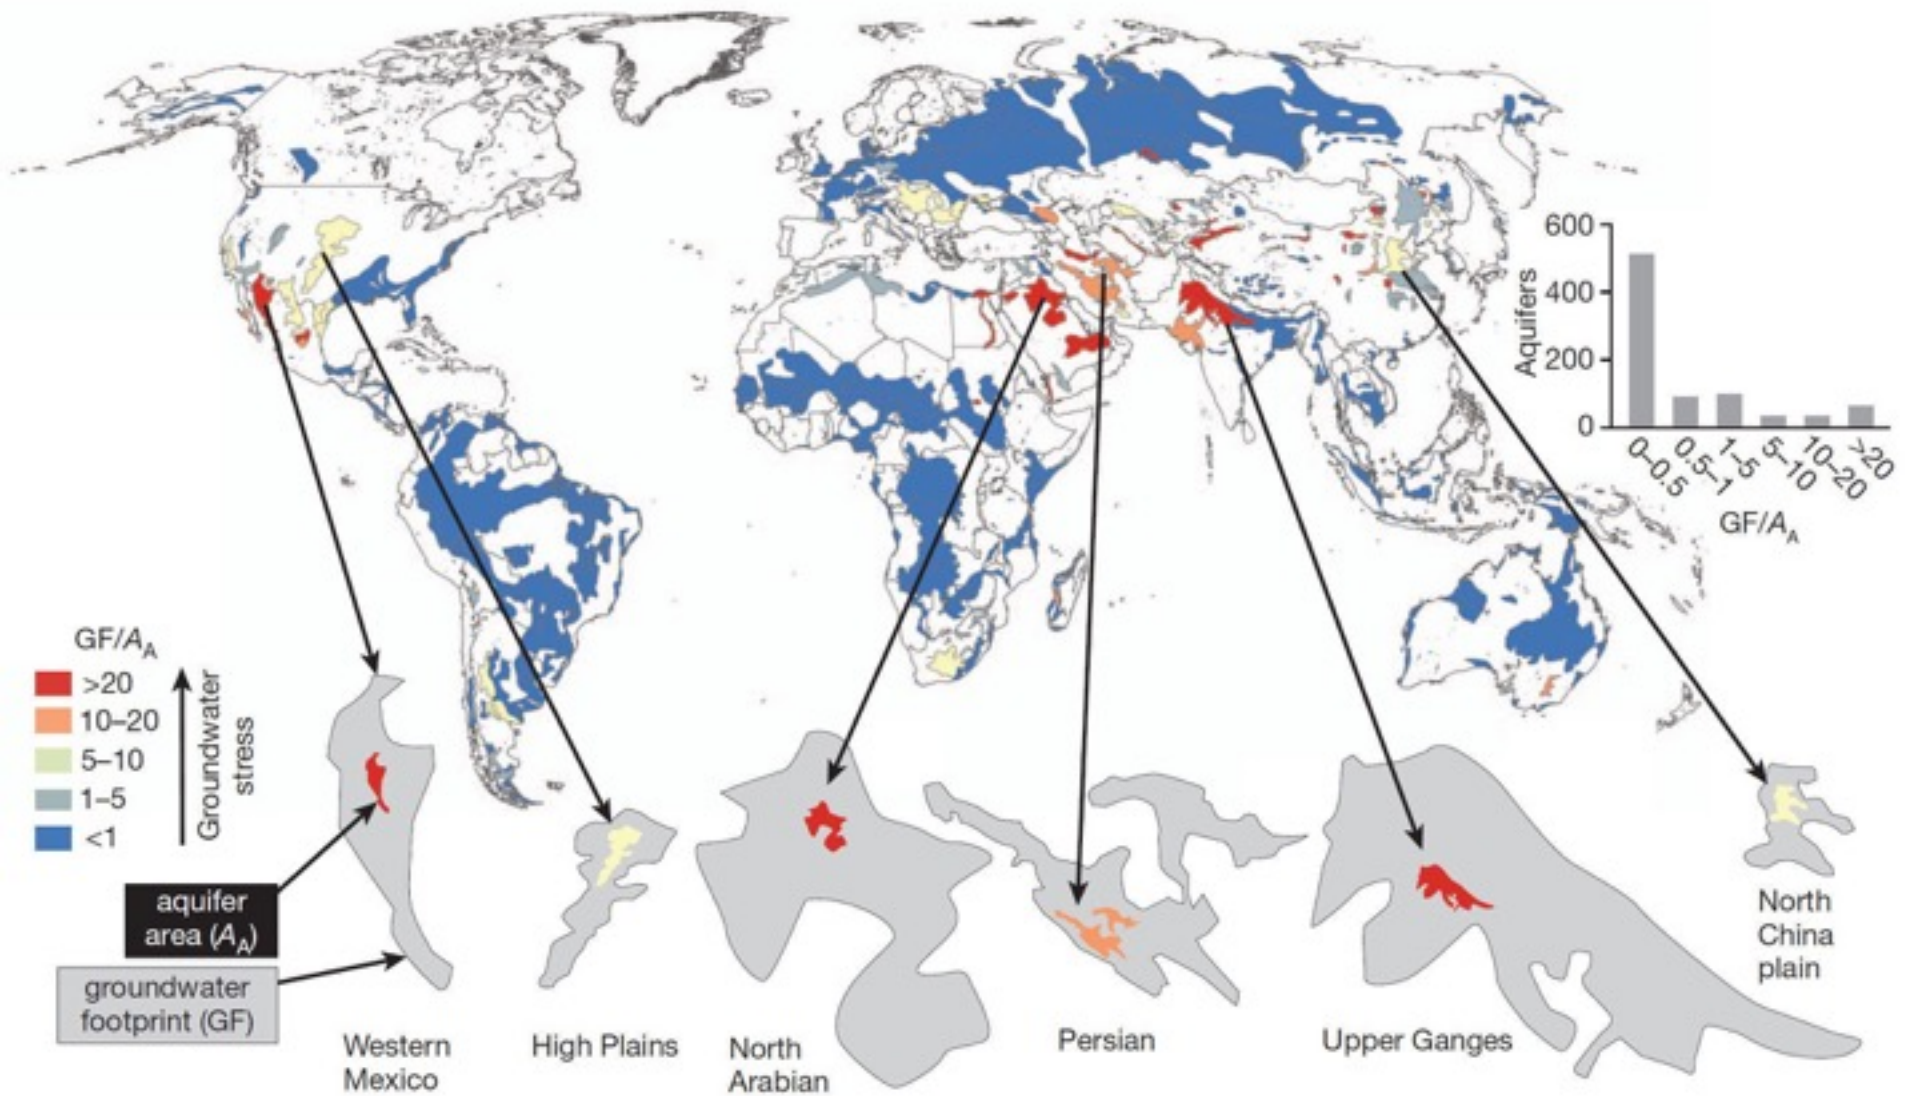 600
400
200
0
Aquifers
0–0.5
0.5–1
1–5
5–10
10–20
>20
GF/AA
GF/AA
>20
10–20
5–10
1–5
<1
Groundwater
stress
aquifer
area (AA)
groundwater
footprint (GF)
Western
Mexico
High Plains
North
Arabian
Persian
Upper Ganges
North
China
plain